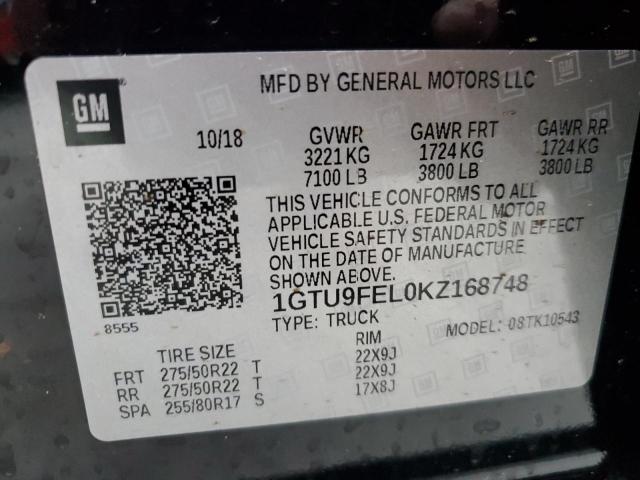 GM
MFD BY GENERAL MOTORS LLC
10/18 GVWR GAWR FRT GAWR RR
3221 KG 1724 KG 1724 KG
7100 LB 3800 LB 3800 LB
THIS VEHICLE CONFORMS TO ALL
APPLICABLE U.S. FEDERAL MOTOR
VEHICLE SAFETY STANDARDS IN EFFECT
ON THE DATE OF MANUFACTURE
SHOWN ABOVE.
8555 1GTU9FEL0KZ168748
TYPE: TRUCK MODEL: 08TK10543
TIRE SIZE RIM
FRT 275/50R22 T 22X9J
RR 275/50R22 T 22X9J
SPA 255/80R17 S 17X8J